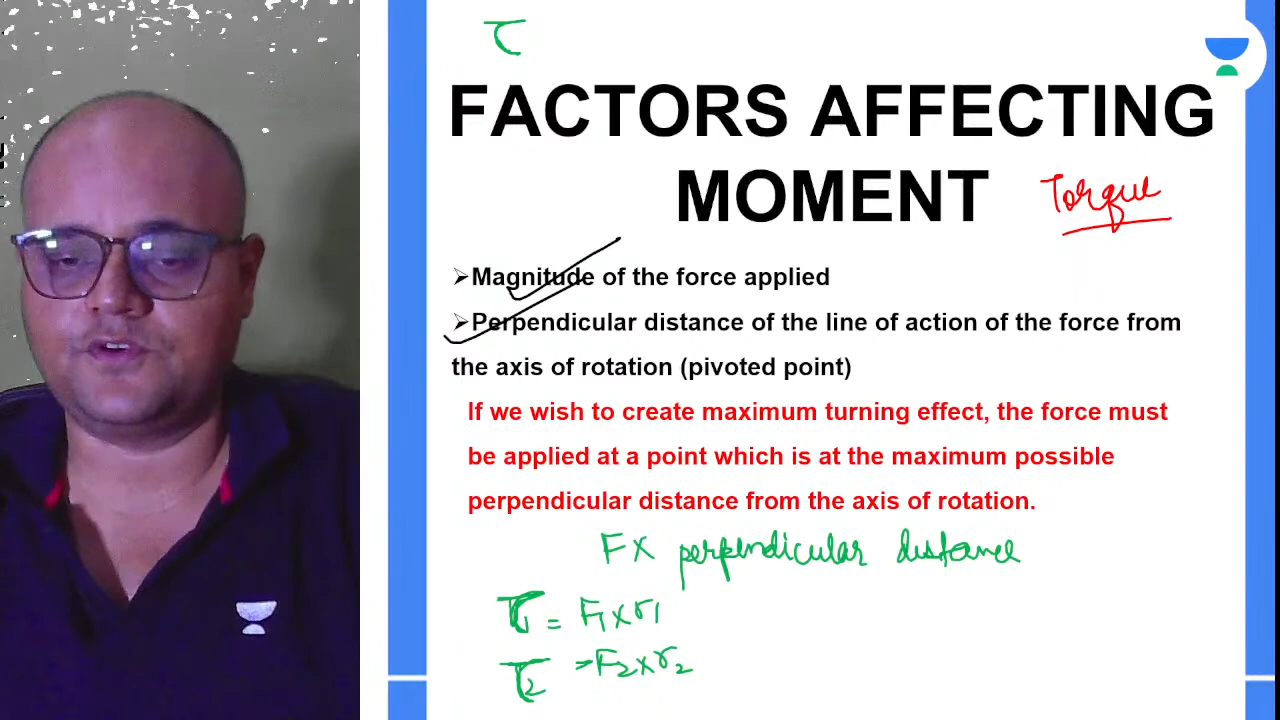 τ
FACTORS AFFECTING
MOMENT Torque
➢Magnitude of the force applied
➢Perpendicular distance of the line of action of the force from
the axis of rotation (pivoted point)
If we wish to create maximum turning effect, the force must
be applied at a point which is at the maximum possible
perpendicular distance from the axis of rotation.
F× perpendicular distance
τ1 = F1×r1
τ2 =F2×r2